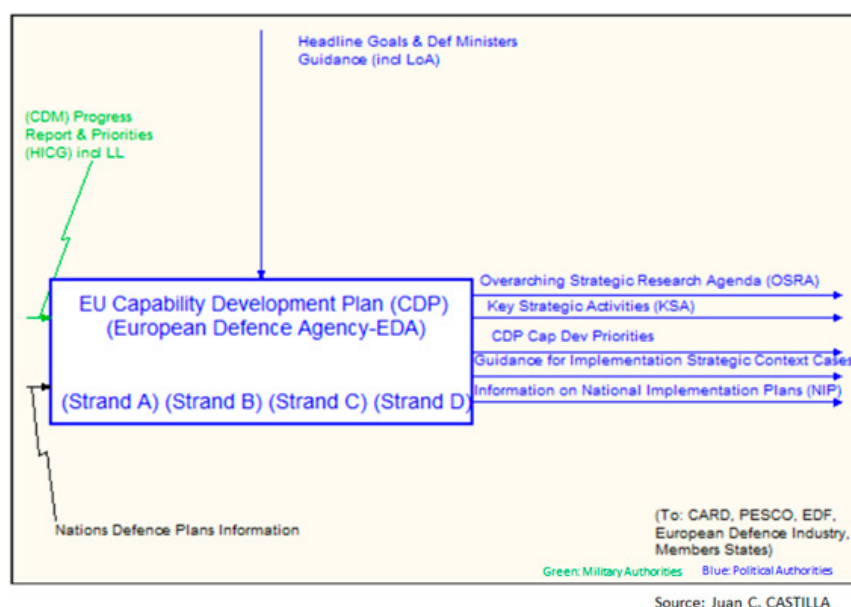 Headline Goals & Def Ministers
Guidance (incl LoA)
(CDM) Progress
Report & Priorities
(HICG) incl LL
EU Capability Development Plan (CDP)
(European Defence Agency-EDA)
(Strand A) (Strand B) (Strand C) (Strand D)
Overarching Strategic Research Agenda (OSRA)
Key Strategic Activities (KSA)
CDP Cap Dev Priorities
Guidance for Implementation Strategic Context Cases
Information on National Implementation Plans (NIP)
Nations Defence Plans Information
(To: CARD, PESCO, EDF,
European Defence Industry,
Members States)
Green: Military Authorities Blue: Political Authorities
Source: Juan C. CASTILLA